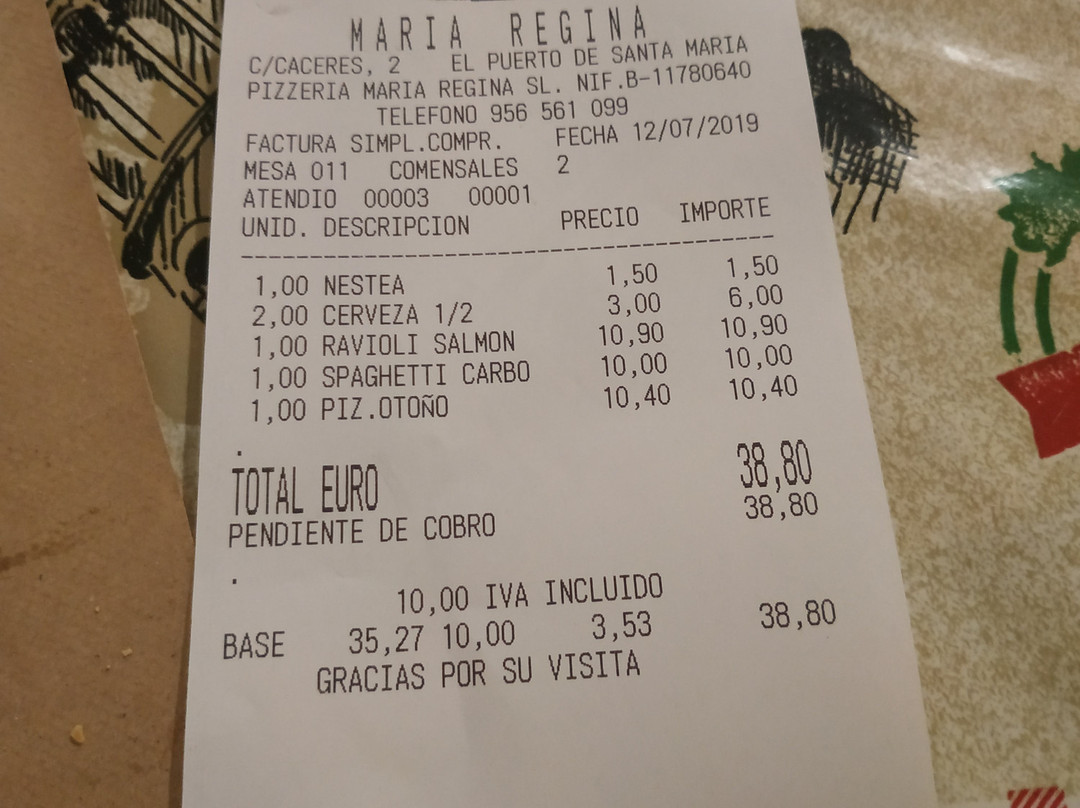 MARIA REGINA
C/CACERES, 2 EL PUERTO DE SANTA MARIA
PIZZERIA MARIA REGINA SL. NIF.B-11780640
TELEFONO 956 561 099
FACTURA SIMPL.COMPR. FECHA 12/07/2019
MESA 011 COMENSALES 2
ATENDIO 00003 00001
UNID. DESCRIPCION PRECIO IMPORTE
1,00 NESTEA 1,50 1,50
2,00 CERVEZA 1/2 3,00 6,00
1,00 RAVIOLI SALMON 10,90 10,90
1,00 SPAGHETTI CARBO 10,00 10,00
1,00 PIZ.OTOÑO 10,40 10,40
.
TOTAL EURO 38,80
PENDIENTE DE COBRO 38,80
.
10,00 IVA INCLUIDO
BASE 35,27 10,00 3,53 38,80
GRACIAS POR SU VISITA